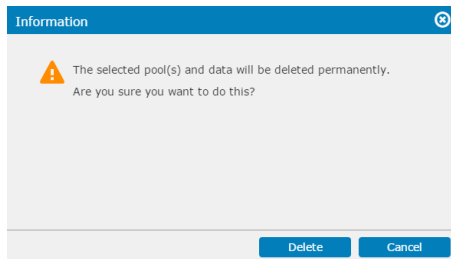 Information
The selected pool(s) and data will be deleted permanently.
Are you sure you want to do this?
Delete Cancel